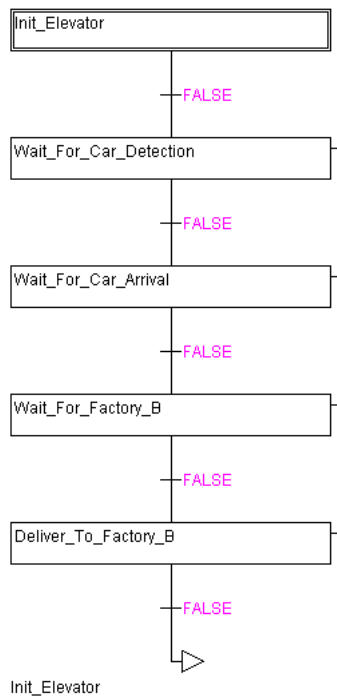 Init_Elevator
FALSE
Wait_For_Car_Detection
FALSE
Wait_For_Car_Arrival
FALSE
Wait_For_Factory_B
FALSE
Deliver_To_Factory_B
FALSE
Init_Elevator